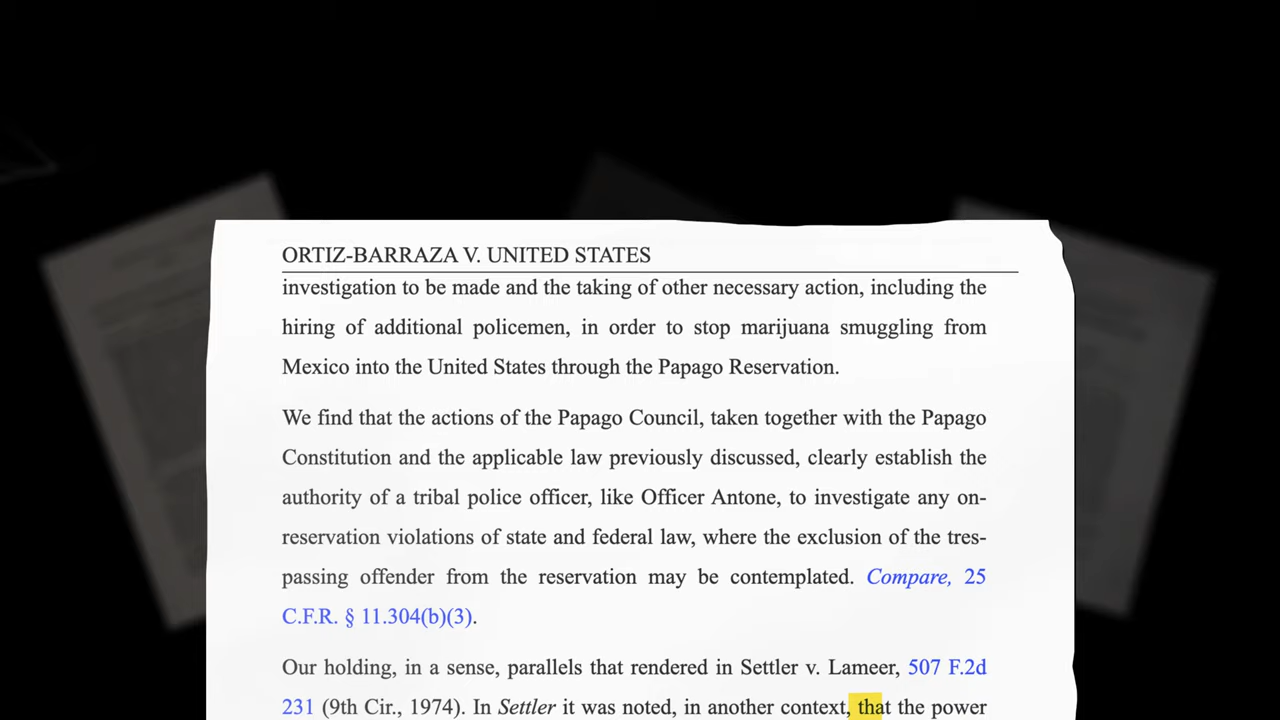 ORTIZ-BARRAZA V. UNITED STATES
investigation to be made and the taking of other necessary action, including the
hiring of additional policemen, in order to stop marijuana smuggling from
Mexico into the United States through the Papago Reservation.
We find that the actions of the Papago Council, taken together with the Papago
Constitution and the applicable law previously discussed, clearly establish the
authority of a tribal police officer, like Officer Antone, to investigate any on-
reservation violations of state and federal law, where the exclusion of the tres-
passing offender from the reservation may be contemplated. Compare, 25
C.F.R. § 11.304(b)(3).
Our holding, in a sense, parallels that rendered in Settler v. Lameer, 507 F.2d
231 (9th Cir., 1974). In Settler it was noted, in another context, that the power